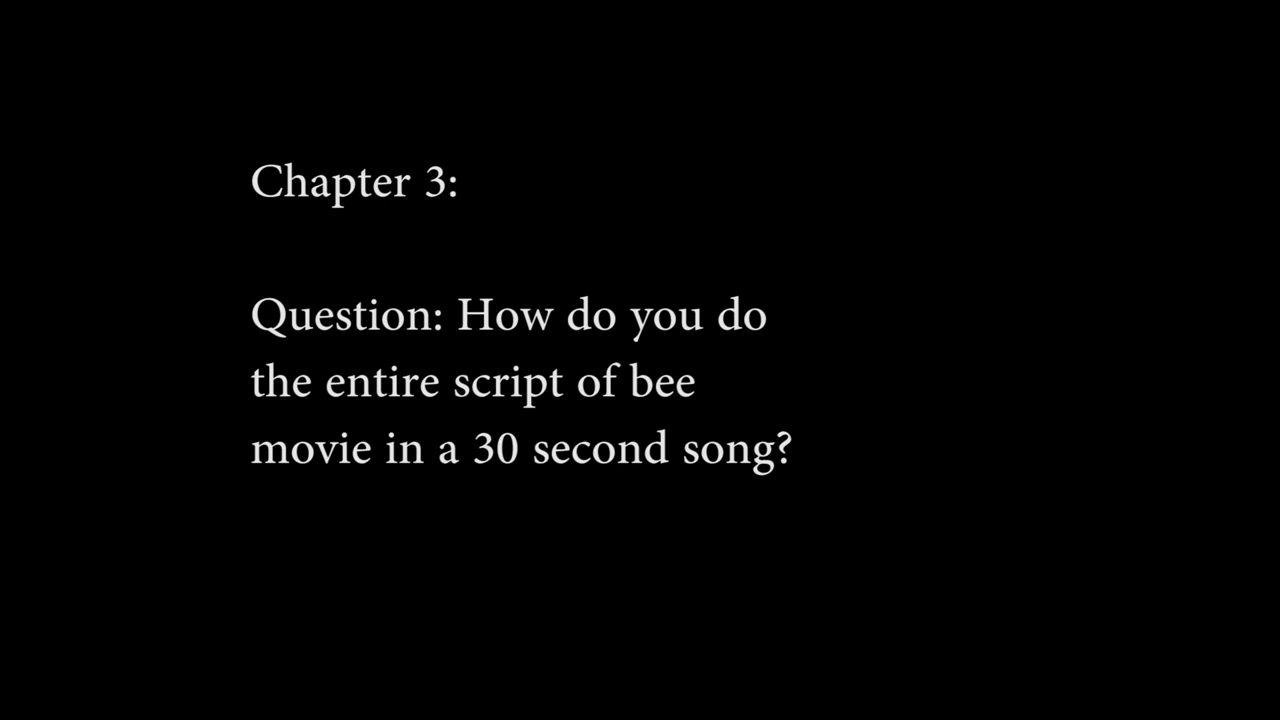 Chapter 3:
Question: How do you do
the entire script of bee
movie in a 30 second song?